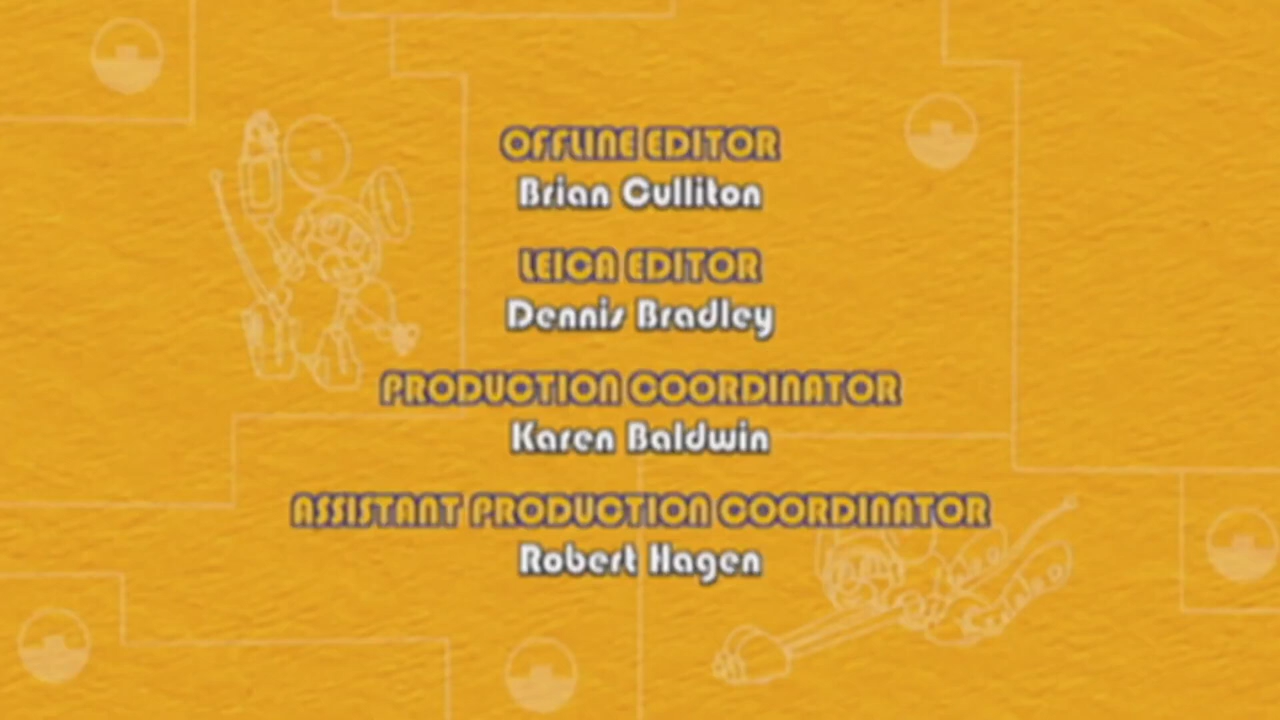 OFFLINE EDITOR
Brian Culliton
LEICA EDITOR
Dennis Bradley
PRODUCTION COORDINATOR
Karen Baldwin
ASSISTANT PRODUCTION COORDINATOR
Robert Hagen